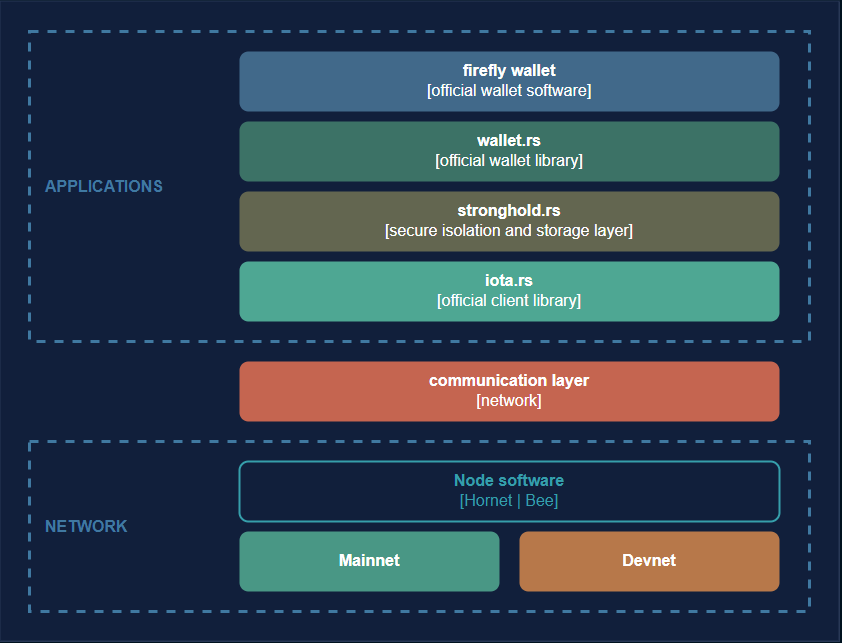 firefly wallet
[official wallet software]
wallet.rs
[official wallet library]
APPLICATIONS
stronghold.rs
[secure isolation and storage layer]
iota.rs
[official client library]
communication layer
[network]
Node software
[Hornet | Bee]
NETWORK
Mainnet
Devnet